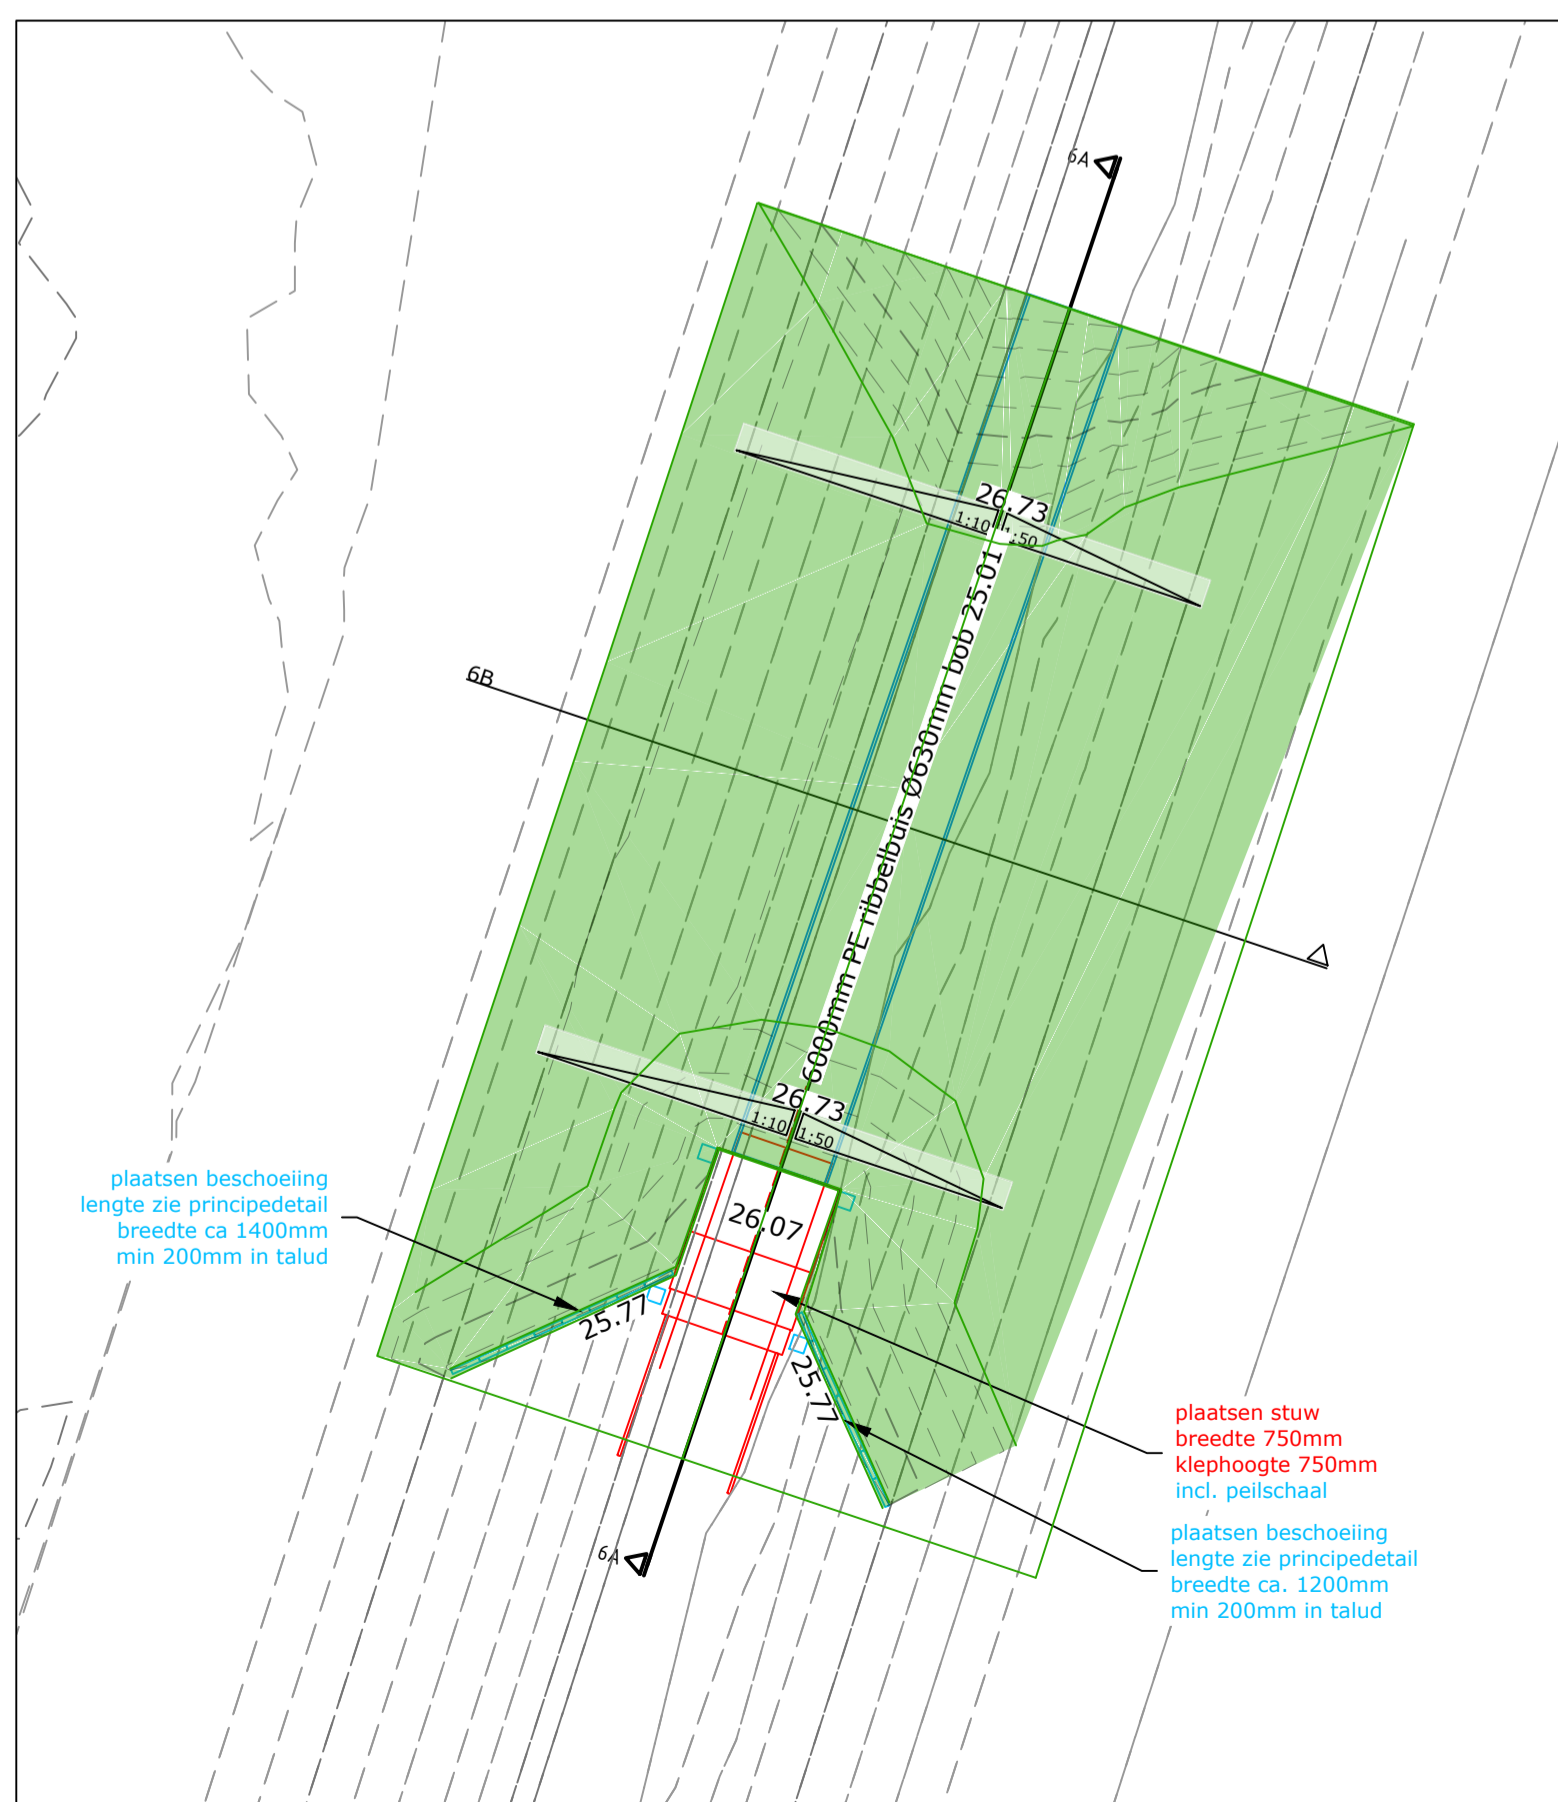 6A
26.73
1:10
1:50
6000mm PE ribbelbuis Ø630mm bob 25.01
6B
26.73
1:10
1:50
plaatsen beschoeiing
lengte zie principedetail
breedte ca 1400mm
min 200mm in talud
26.07
25.77
25.77
plaatsen stuw
breedte 750mm
klephoogte 750mm
incl. peilschaal
plaatsen beschoeiing
lengte zie principedetail
breedte ca. 1200mm
min 200mm in talud
6A